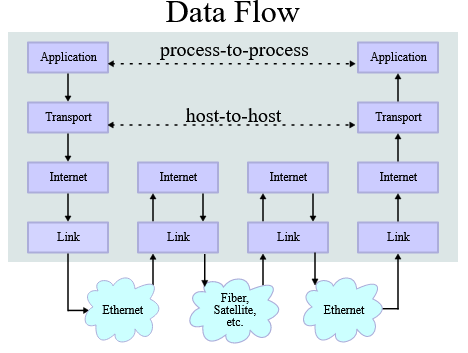 Data Flow
Application
process-to-process
Application
Transport
host-to-host
Transport
Internet
Internet
Internet
Internet
Link
Link
Link
Link
Ethernet
Fiber,
Satellite,
etc.
Ethernet